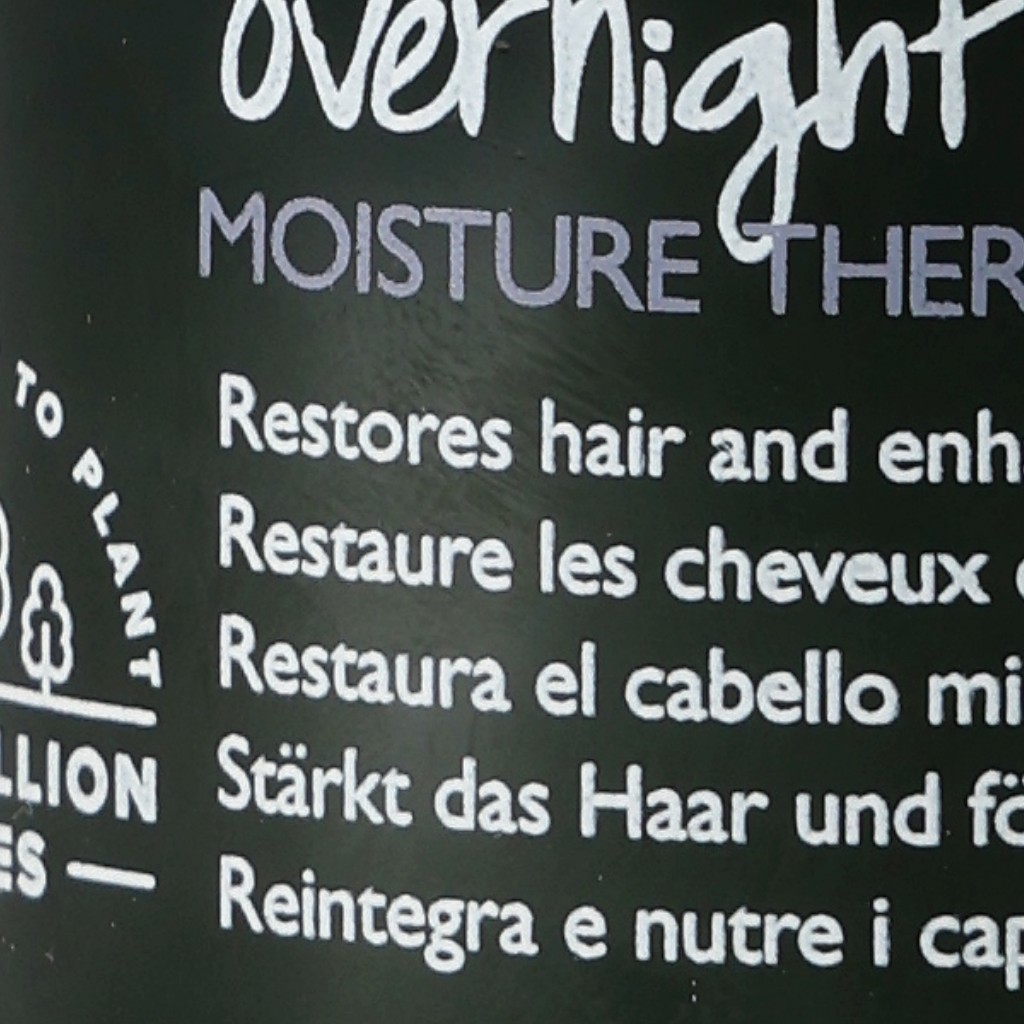 overnight
MOISTURE THER
Restores hair and enh
Restaure les cheveux
Restaura el cabello mi
Stärkt das Haar und fö
Reintegra e nutre i cap
TO PLANT
LLION
ES —